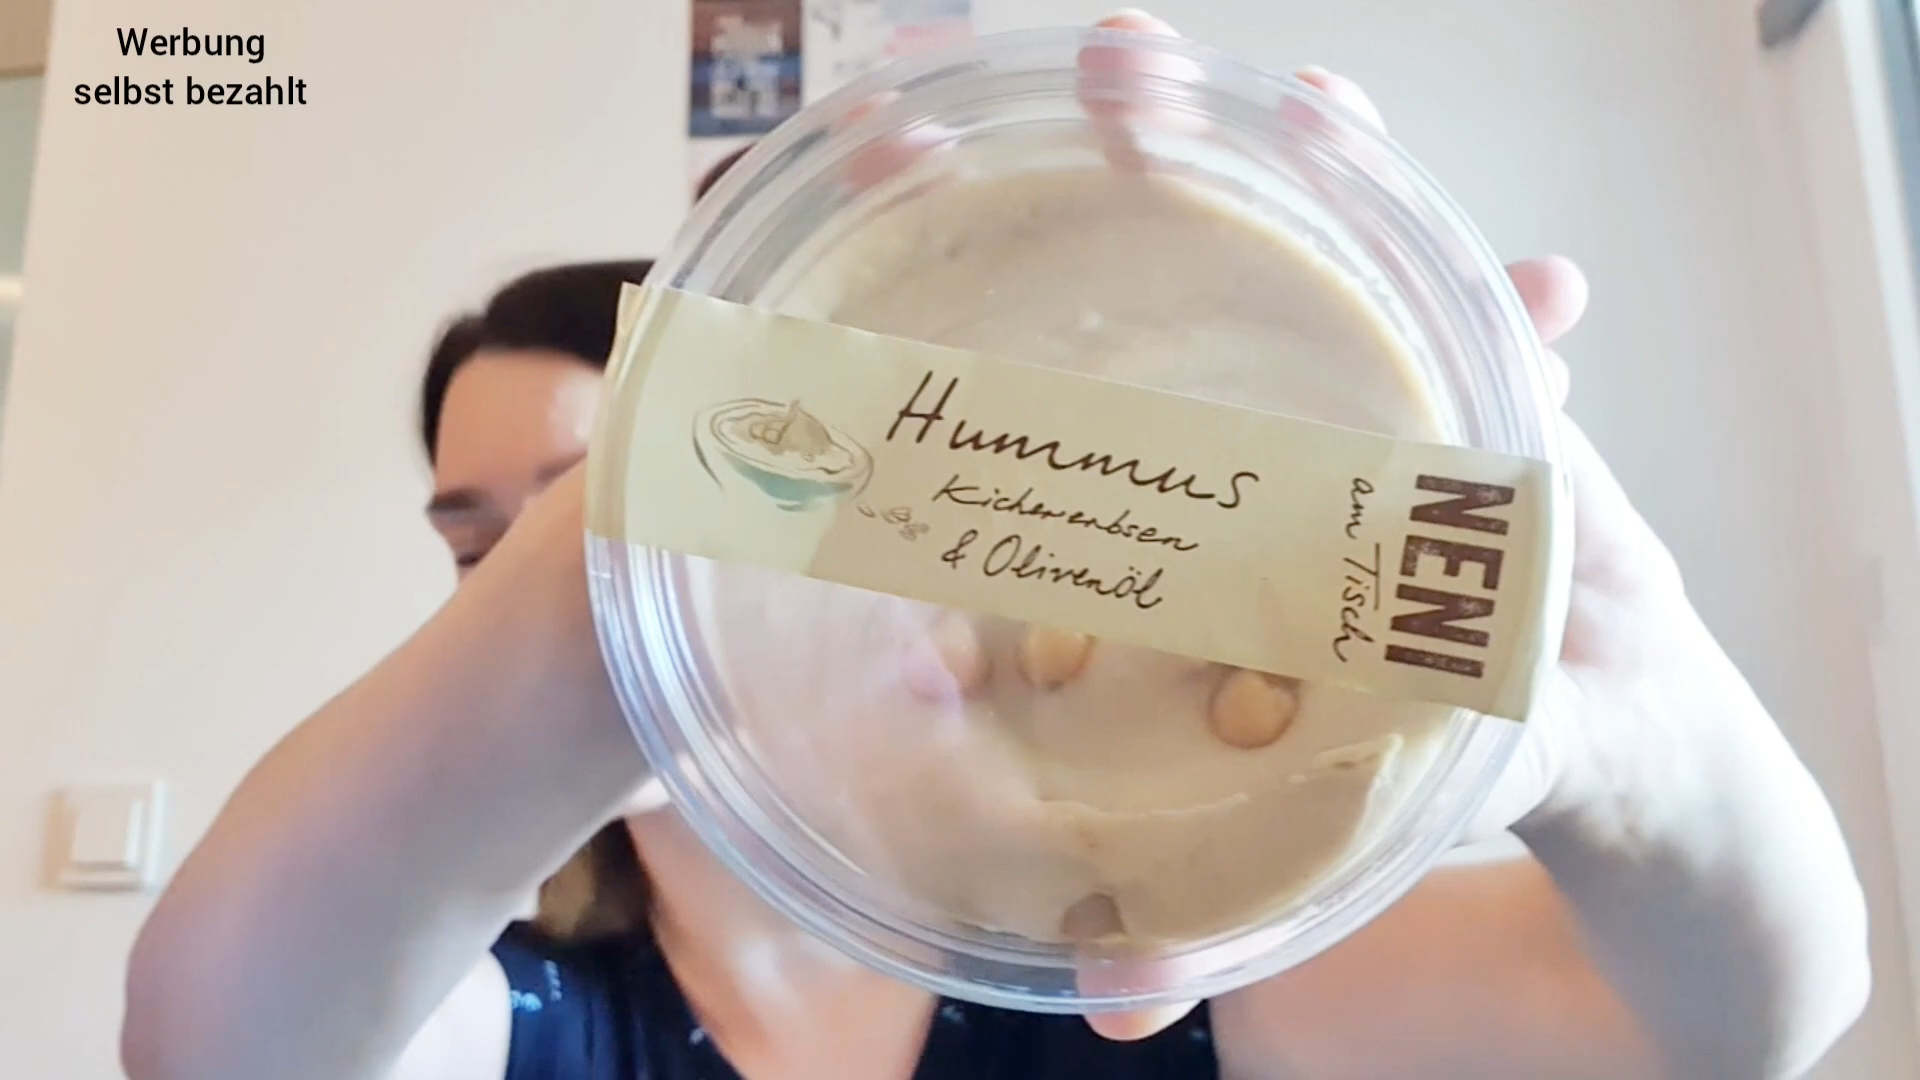 Werbung
selbst bezahlt
Hummus
Kichererbsen
& Olivenöl
NENI
am Tisch